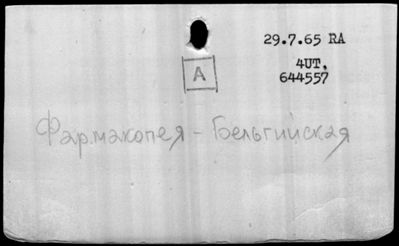 29.7.65 RA
4UT,
644557
A
Фармакопея - Бельгийская